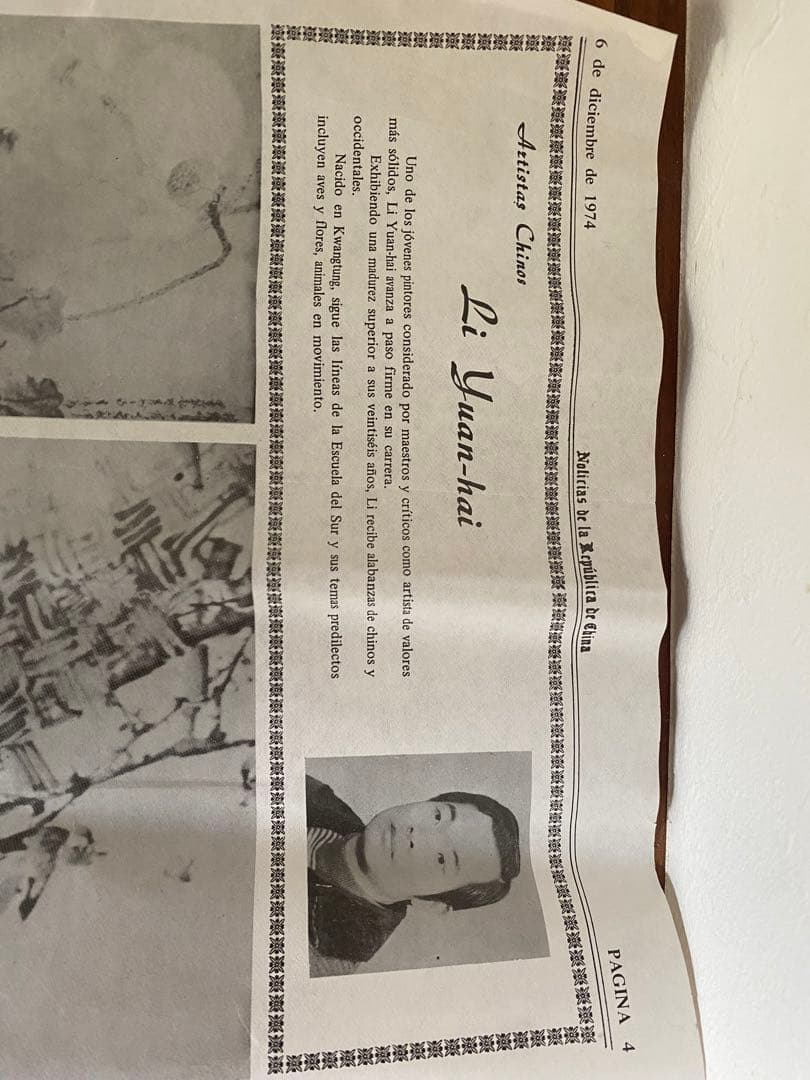 6 de diciembre de 1974
Noticias de la República de China
PAGINA 4
Artistas Chinos
Li Yuan-hai
Uno de los jóvenes pintores considerado por maestros y críticos como artista de valores
más sólidos, Li Yuan-hai avanza a paso firme en su carrera.
Exhibiendo una madurez superior a sus veintiséis años, Li recibe alabanzas de chinos y
occidentales.
Nacido en Kwangtung, sigue las líneas de la Escuela del Sur y sus temas predilectos
incluyen aves y flores, animales en movimiento.